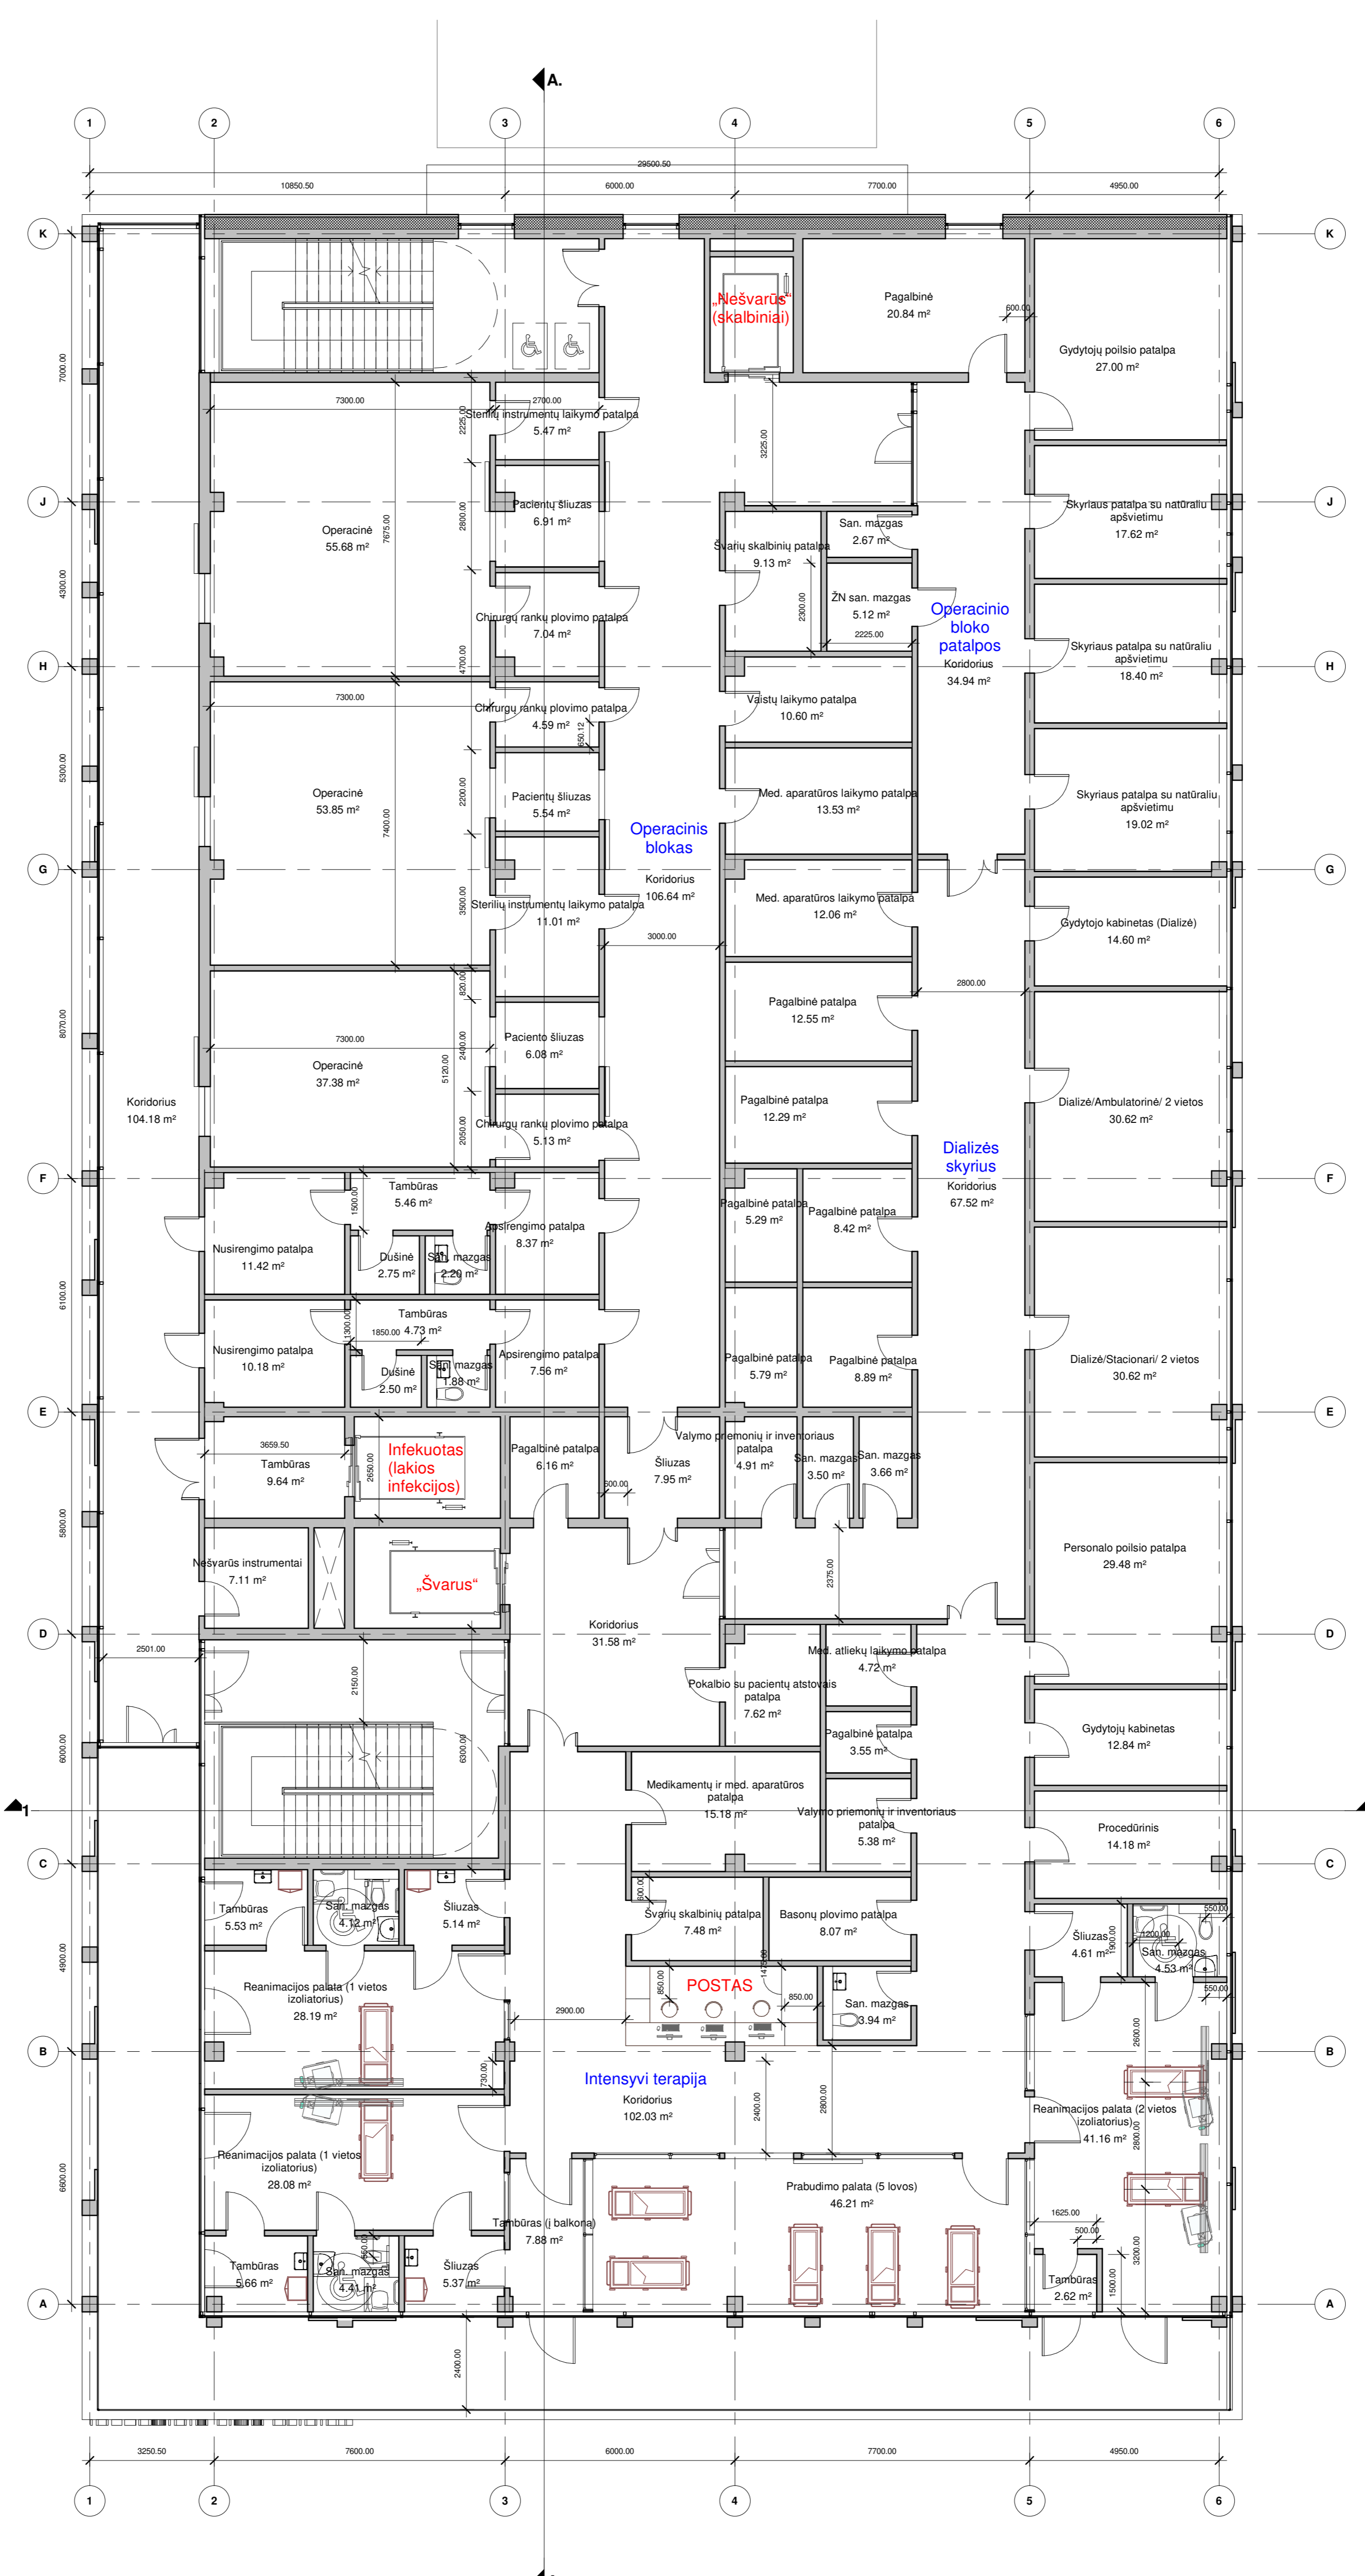 A.
1
2
3
4
5
6
29500.50
10850.50
6000.00
7700.00
4950.00
K
K
„Nešvarūs“
(skalbiniai)
Pagalbinė
20.84 m²
600.00
Gydytojų poilsio patalpa
27.00 m²
7000.00
7300.00
2700.00
2225.00
Sterilių instrumentų laikymo patalpa
5.47 m²
3225.00
J
J
Operacinė
55.68 m²
7675.00
2800.00
Pacientų šliuzas
6.91 m²
San. mazgas
2.67 m²
Skyriaus patalpa su natūraliu
apšvietimu
17.62 m²
Švarių skalbinių patalpa
9.13 m²
4300.00
2300.00
ŽN san. mazgas
5.12 m²
2225.00
Operacinio
bloko
patalpos
Koridorius
34.94 m²
Chirurgų rankų plovimo patalpa
7.04 m²
4700.00
Skyriaus patalpa su natūraliu
apšvietimu
18.40 m²
H
H
7300.00
Chirurgų rankų plovimo patalpa
4.59 m²
650.12
Vaistų laikymo patalpa
10.60 m²
5300.00
Operacinė
53.85 m²
7400.00
2200.00
Pacientų šliuzas
5.54 m²
Med. aparatūros laikymo patalpa
13.53 m²
Skyriaus patalpa su natūraliu
apšvietimu
19.02 m²
Operacinis
blokas
G
G
Koridorius
106.64 m²
3500.00
Sterilių instrumentų laikymo patalpa
11.01 m²
Med. aparatūros laikymo patalpa
12.06 m²
Gydytojo kabinetas (Dializė)
14.60 m²
3000.00
820.00
2800.00
Pagalbinė patalpa
12.55 m²
8070.00
7300.00
5120.00
2400.00
Operacinė
37.38 m²
Paciento šliuzas
6.08 m²
Koridorius
104.18 m²
2050.00
Chirurgų rankų plovimo patalpa
5.13 m²
Pagalbinė patalpa
12.29 m²
Dializė/Ambulatorinė/ 2 vietos
30.62 m²
Dializės
skyrius
Koridorius
67.52 m²
F
F
1500.00
Tambūras
5.46 m²
Apsirengimo patalpa
8.37 m²
Pagalbinė patalpa
5.29 m²
Pagalbinė patalpa
8.42 m²
Nusirengimo patalpa
11.42 m²
Dušinė
2.75 m²
San. mazgas
2.20 m²
6100.00
1300.00
Tambūras
4.73 m²
1850.00
Nusirengimo patalpa
10.18 m²
Dušinė
2.50 m²
San. mazgas
1.88 m²
Apsirengimo patalpa
7.56 m²
Pagalbinė patalpa
5.79 m²
Pagalbinė patalpa
8.89 m²
Dializė/Stacionari/ 2 vietos
30.62 m²
E
E
3659.50
Tambūras
9.64 m²
2650.00
Infekuotas
(lakios
infekcijos)
Pagalbinė patalpa
6.16 m²
600.00
Šliuzas
7.95 m²
Valymo priemonių ir inventoriaus
patalpa
4.91 m²
San. mazgas
3.50 m²
San. mazgas
3.66 m²
5800.00
Nešvarūs instrumentai
7.11 m²
„Švarus“
2375.00
Personalo poilsio patalpa
29.48 m²
D
D
2501.00
2150.00
Koridorius
31.58 m²
Med. atliekų laikymo patalpa
4.72 m²
Pokalbio su pacientų atstovais
patalpa
7.62 m²
6000.00
6300.00
Pagalbinė patalpa
3.55 m²
Gydytojų kabinetas
12.84 m²
1
Medikamentų ir med. aparatūros
patalpa
15.18 m²
Valymo priemonių ir inventoriaus
patalpa
5.38 m²
Procedūrinis
14.18 m²
C
C
Tambūras
5.53 m²
San. mazgas
4.12 m²
Šliuzas
5.14 m²
600.00
Švarių skalbinių patalpa
7.48 m²
Basonų plovimo patalpa
8.07 m²
Šliuzas
4.61 m²
1900.00
1200.00
550.00
San. mazgas
4.53 m²
550.00
4900.00
Reanimacijos palata (1 vietos
izoliatorius)
28.19 m²
2900.00
850.00
POSTAS
1475.00
850.00
San. mazgas
3.94 m²
B
B
730.00
Intensyvi terapija
Koridorius
102.03 m²
2400.00
2800.00
2600.00
Reanimacijos palata (2 vietos
izoliatorius)
41.16 m²
2800.00
6600.00
Reanimacijos palata (1 vietos
izoliatorius)
28.08 m²
Tambūras (į balkoną)
7.88 m²
Prabudimo palata (5 lovos)
46.21 m²
1625.00
500.00
3200.00
Tambūras
5.66 m²
San. mazgas
4.41 m²
Šliuzas
5.37 m²
Tambūras
2.62 m²
1500.00
A
A
2400.00
3250.50
7600.00
6000.00
7700.00
4950.00
1
2
3
4
5
6